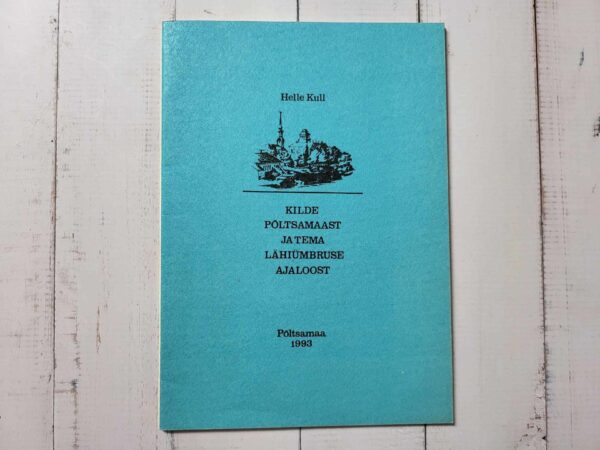 Helle Kull
KILDE
PÕLTSAMAAST
JA TEMA
LÄHIÜMBRUSE
AJALOOST
Põltsamaa
1993